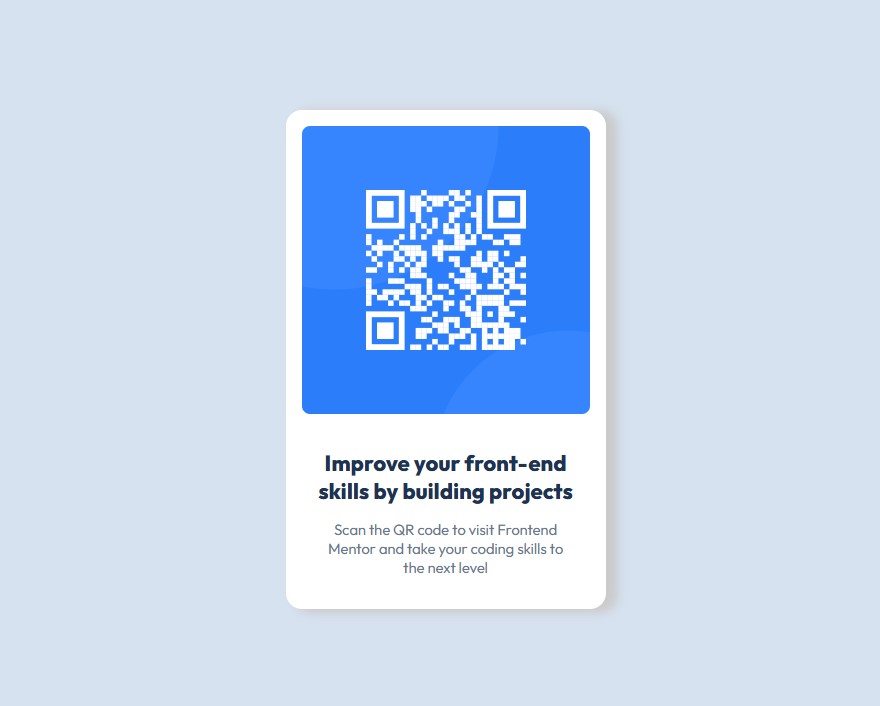 Improve your front-end
skills by building projects
Scan the QR code to visit Frontend
Mentor and take your coding skills to
the next level